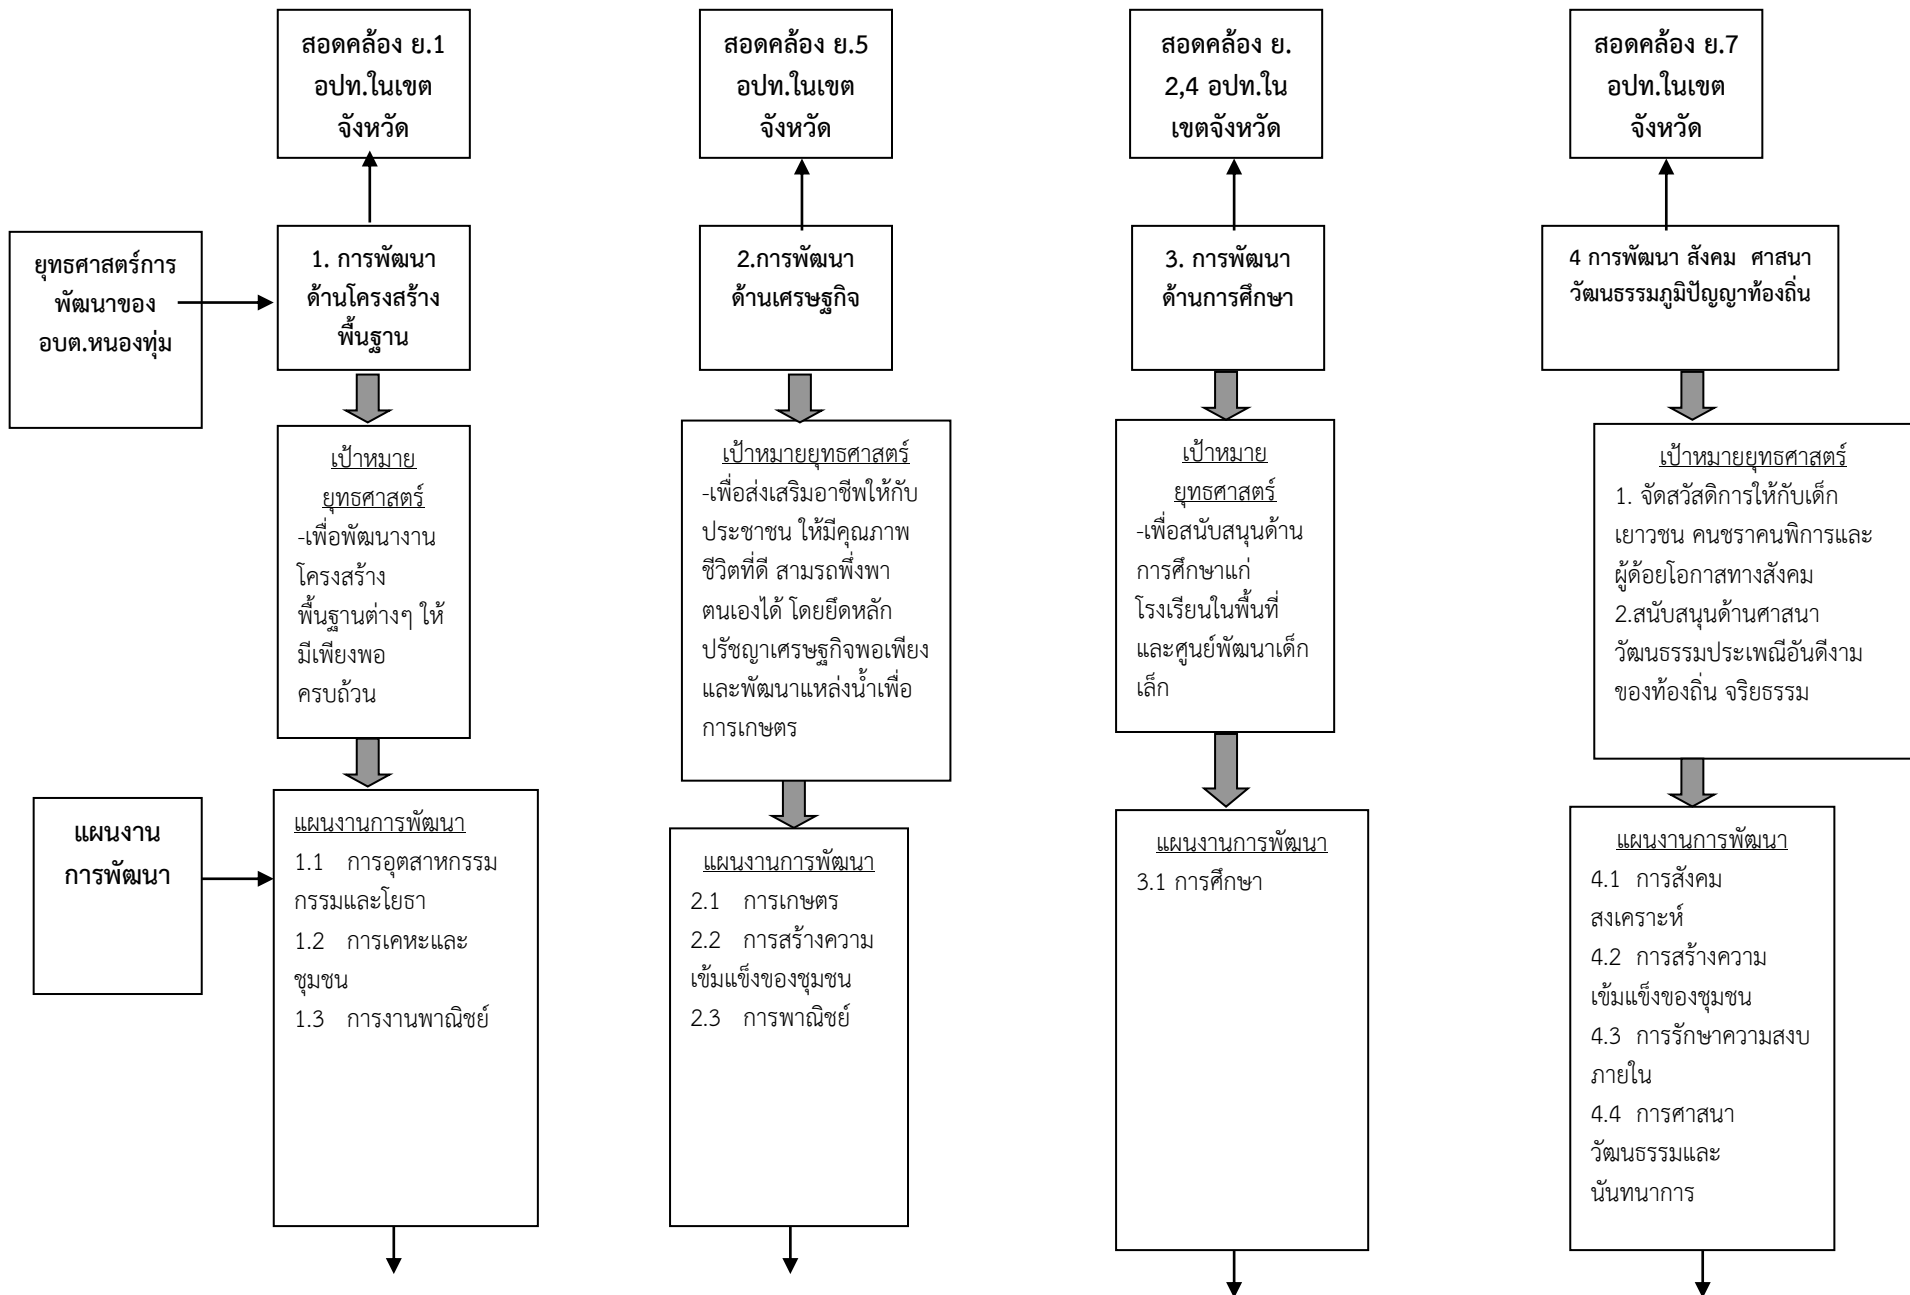 สอดคล้อง ย.1
อปท.ในเขต
จังหวัด
สอดคล้อง ย.5
อปท.ในเขต
จังหวัด
สอดคล้อง ย.
2,4 อปท.ใน
เขตจังหวัด
สอดคล้อง ย.7
อปท.ในเขต
จังหวัด
ยุทธศาสตร์การ
พัฒนาของ
อบต.หนองทุ่ม
1. การพัฒนา
ด้านโครงสร้าง
พื้นฐาน
2.การพัฒนา
ด้านเศรษฐกิจ
3. การพัฒนา
ด้านการศึกษา
4 การพัฒนา สังคม ศาสนา
วัฒนธรรมภูมิปัญญาท้องถิ่น
เป้าหมาย
ยุทธศาสตร์
-เพื่อพัฒนางาน
โครงสร้าง
พื้นฐานต่างๆ ให้
มีเพียงพอ
ครบถ้วน
เป้าหมายยุทธศาสตร์
-เพื่อส่งเสริมอาชีพให้กับ
ประชาชน ให้มีคุณภาพ
ชีวิตที่ดี สามรถพึ่งพา
ตนเองได้ โดยยึดหลัก
ปรัชญาเศรษฐกิจพอเพียง
และพัฒนาแหล่งน้ำเพื่อ
การเกษตร
เป้าหมาย
ยุทธศาสตร์
-เพื่อสนับสนุนด้าน
การศึกษาแก่
โรงเรียนในพื้นที่
และศูนย์พัฒนาเด็ก
เล็ก
เป้าหมายยุทธศาสตร์
1. จัดสวัสดิการให้กับเด็ก
เยาวชน คนชราคนพิการและ
ผู้ด้อยโอกาสทางสังคม
2.สนับสนุนด้านศาสนา
วัฒนธรรมประเพณีอันดีงาม
ของท้องถิ่น จริยธรรม
แผนงาน
การพัฒนา
แผนงานการพัฒนา
1.1 การอุตสาหกรรม
กรรมและโยธา
1.2 การเคหะและ
ชุมชน
1.3 การงานพาณิชย์
แผนงานการพัฒนา
2.1 การเกษตร
2.2 การสร้างความ
เข้มแข็งของชุมชน
2.3 การพาณิชย์
แผนงานการพัฒนา
3.1 การศึกษา
แผนงานการพัฒนา
4.1 การสังคม
สงเคราะห์
4.2 การสร้างความ
เข้มแข็งของชุมชน
4.3 การรักษาความสงบ
ภายใน
4.4 การศาสนา
วัฒนธรรมและ
นันทนาการ